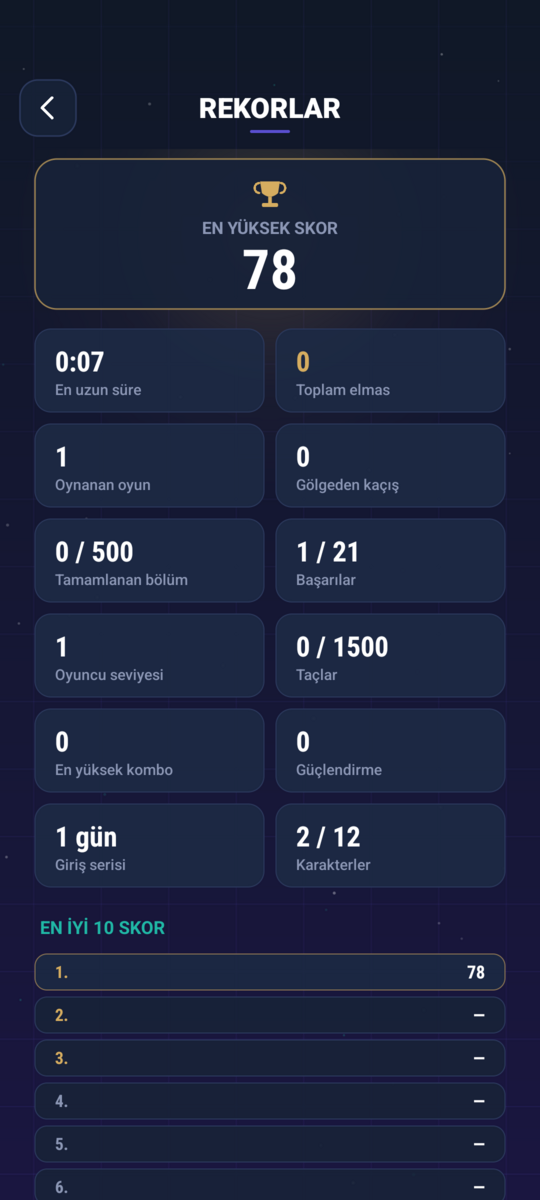 REKORLAR
EN YÜKSEK SKOR
78
0:07
En uzun süre
0
Toplam elmas
1
Oynanan oyun
0
Gölgeden kaçış
0 / 500
Tamamlanan bölüm
1 / 21
Başarılar
1
Oyuncu seviyesi
0 / 1500
Taçlar
0
En yüksek kombo
0
Güçlendirme
1 gün
Giriş serisi
2 / 12
Karakterler
EN İYİ 10 SKOR
1. 78
2. –
3. –
4. –
5. –
6. –